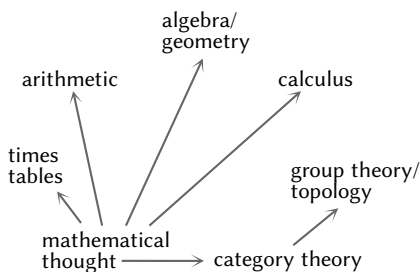 algebra/
geometry
arithmetic
calculus
times
tables
group theory/
topology
mathematical
thought
category theory